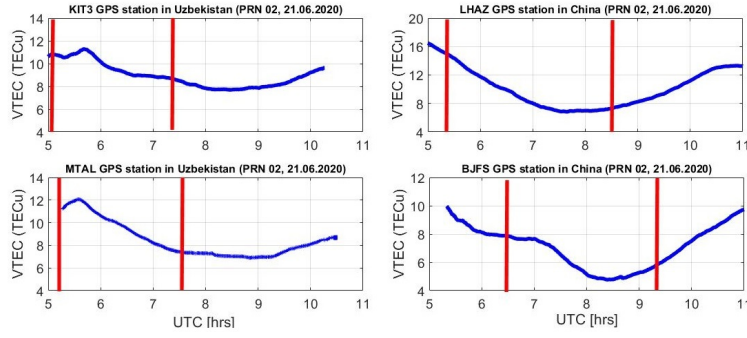 KIT3 GPS station in Uzbekistan (PRN 02, 21.06.2020)
VTEC (TECu)
14
12
10
8
6
4
5 6 7 8 9 10 11
LHAZ GPS station in China (PRN 02, 21.06.2020)
VTEC (TECu)
20
16
12
8
4
5 6 7 8 9 10 11
MTAL GPS station in Uzbekistan (PRN 02, 21.06.2020)
VTEC (TECu)
14
12
10
8
6
4
5 6 7 8 9 10 11
UTC [hrs]
BJFS GPS station in China (PRN 02, 21.06.2020)
VTEC (TECu)
12
10
8
6
4
5 6 7 8 9 10 11
UTC [hrs]